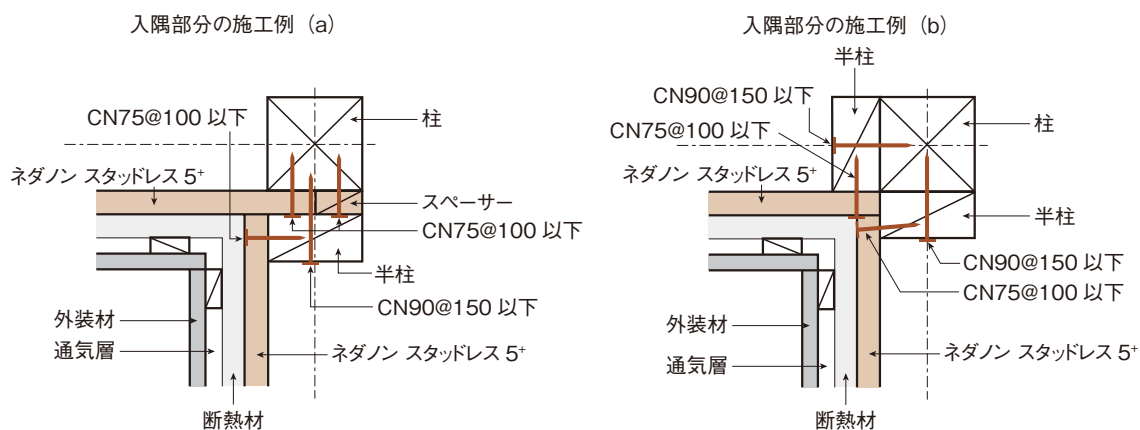 入隅部分の施工例 (a)
CN75@100 以下
柱
ネダノン スタッドレス 5⁺
スペーサー
CN75@100 以下
半柱
CN90@150 以下
外装材
通気層
ネダノン スタッドレス 5⁺
断熱材
入隅部分の施工例 (b)
半柱
CN90@150 以下
CN75@100 以下
柱
ネダノン スタッドレス 5⁺
半柱
CN90@150 以下
CN75@100 以下
外装材
通気層
ネダノン スタッドレス 5⁺
断熱材